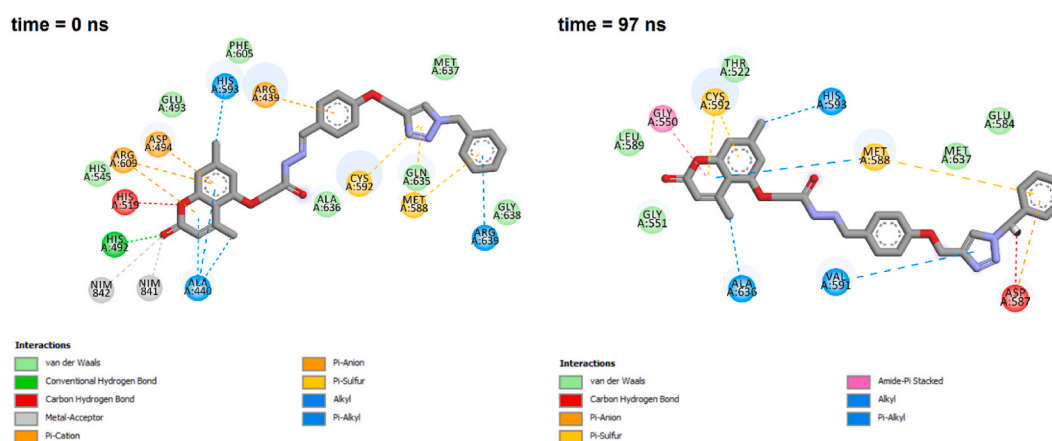 time = 0 ns
PHE
A:605
HIS
A:593
ARG
A:439
MET
A:637
GLU
A:493
ASP
A:494
ARG
A:609
HIS
A:545
HIS
A:519
HIS
A:492
NIM
842
NIM
841
ALA
A:440
ALA
A:636
CYS
A:592
GLN
A:635
MET
A:588
GLY
A:638
ARG
A:639
Interactions
van der Waals
Conventional Hydrogen Bond
Carbon Hydrogen Bond
Metal-Acceptor
Pi-Cation
Pi-Anion
Pi-Sulfur
Alkyl
Pi-Alkyl
time = 97 ns
THR
A:522
CYS
A:592
HIS
A:593
GLY
A:550
GLU
A:584
LEU
A:589
MET
A:588
MET
A:637
GLY
A:551
ALA
A:636
VAL
A:591
ASP
A:587
Interactions
van der Waals
Carbon Hydrogen Bond
Pi-Anion
Pi-Sulfur
Amide-Pi Stacked
Alkyl
Pi-Alkyl